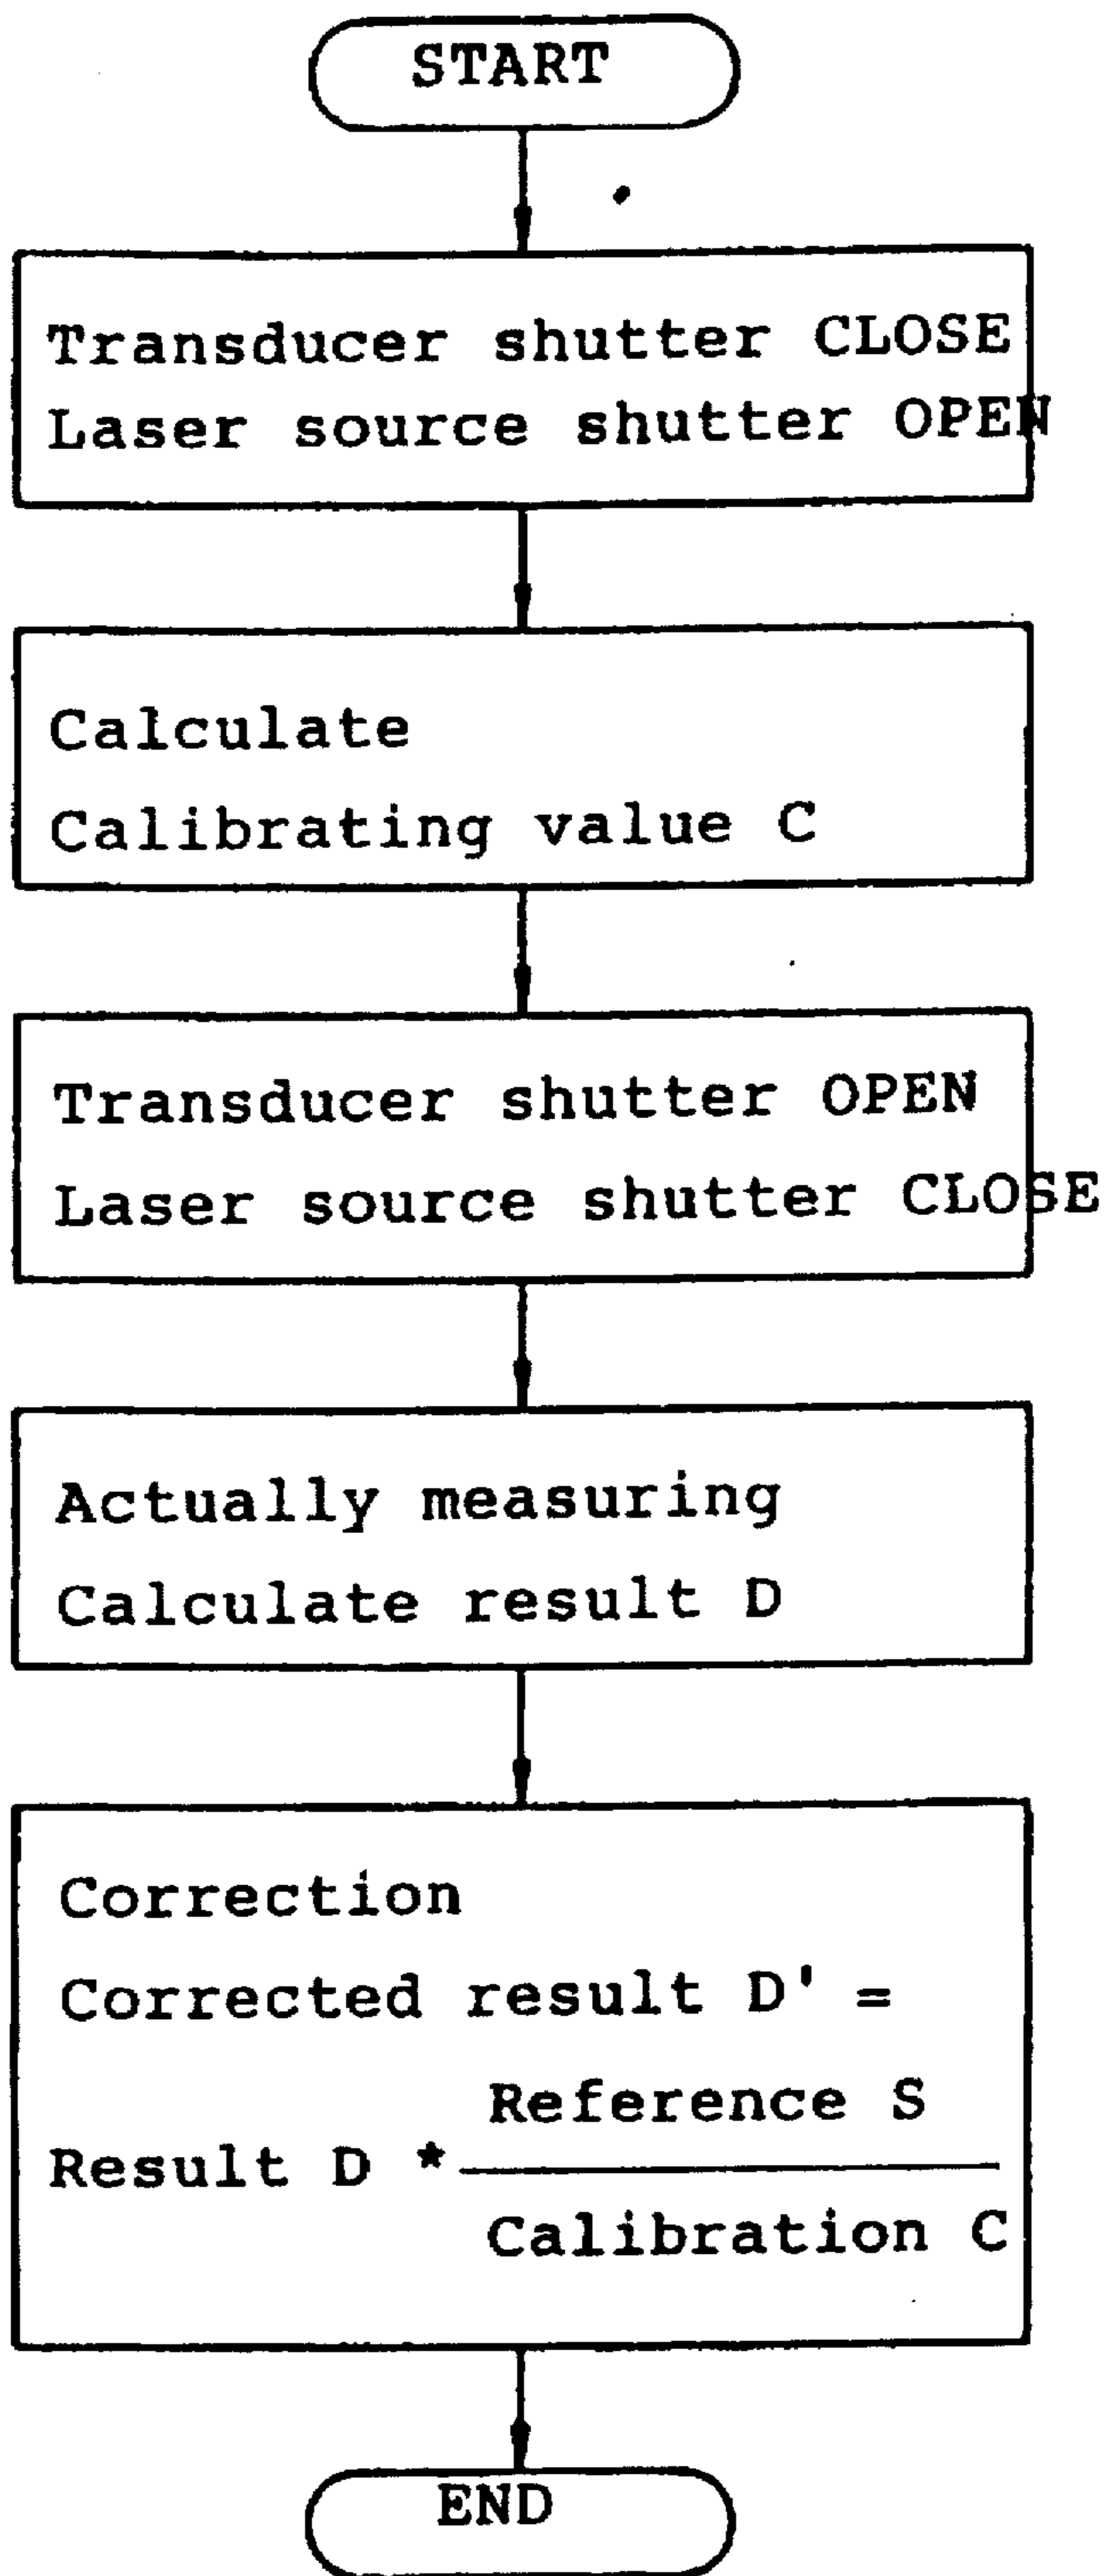 START
Transducer shutter CLOSE
Laser source shutter OPEN
Calculate
Calibrating value C
Transducer shutter OPEN
Laser source shutter CLOSE
Actually measuring
Calculate result D
Correction
Corrected result D' =
Reference S
Result D *
Calibration C
END